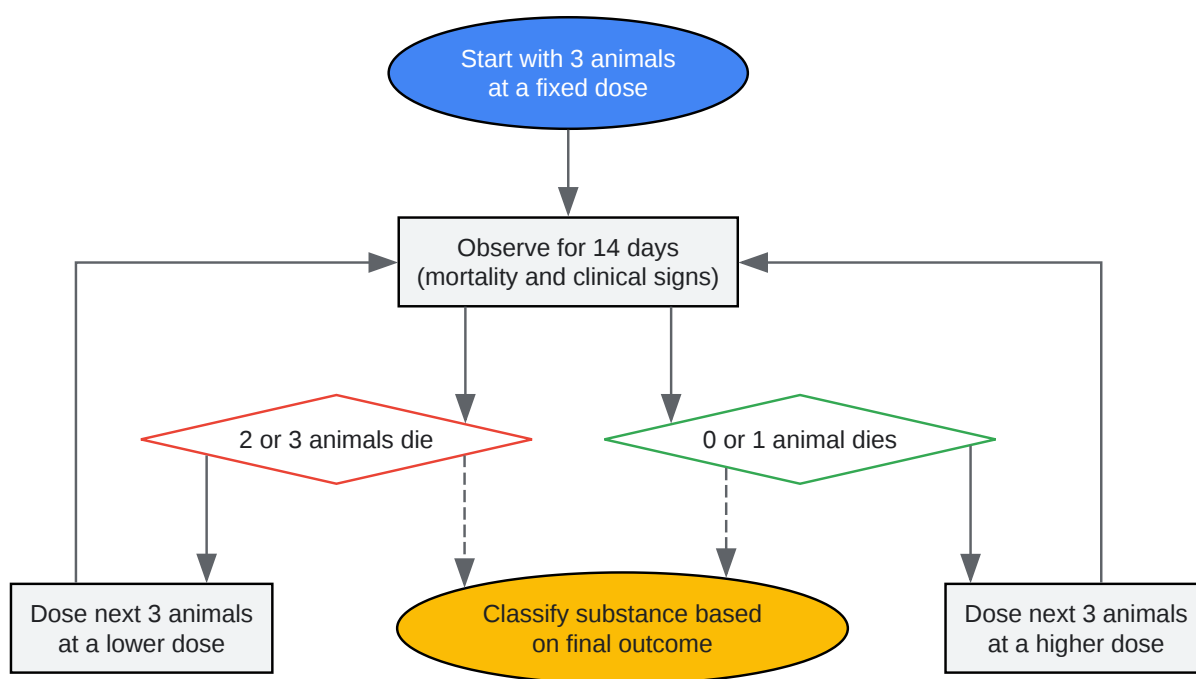 Start with 3 animals
at a fixed dose
Observe for 14 days
(mortality and clinical signs)
2 or 3 animals die
0 or 1 animal dies
Dose next 3 animals
at a lower dose
Classify substance based
on final outcome
Dose next 3 animals
at a higher dose